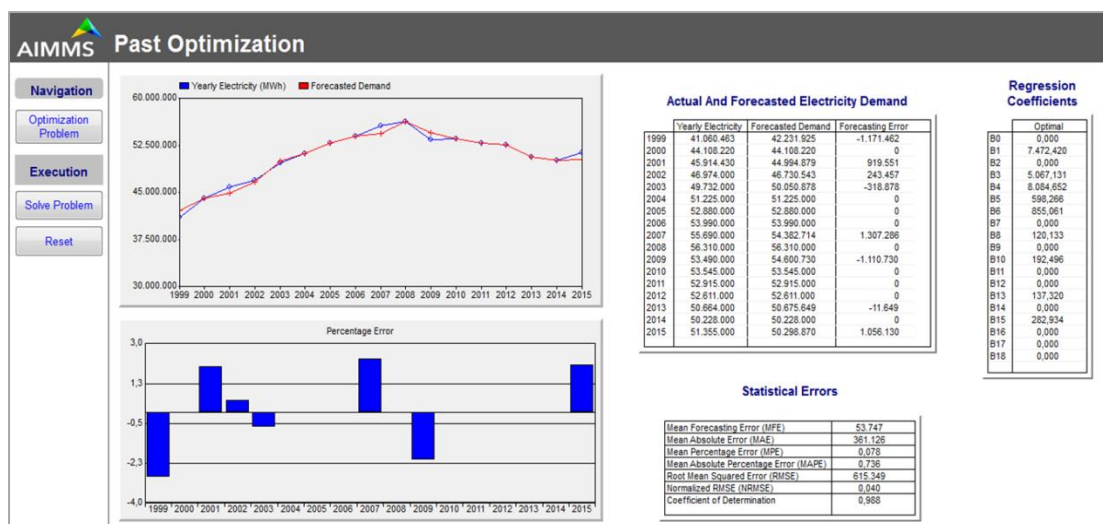 AIMMS
Past Optimization
Navigation
Optimization
Problem
Execution
Solve Problem
Reset
Yearly Electricity (MWh) Forecasted Demand
60.000.000
52.500.000
45.000.000
37.500.000
30.000.000
1999 2000 2001 2002 2003 2004 2005 2006 2007 2008 2009 2010 2011 2012 2013 2014 2015
Percentage Error
3,0
1,3
-0,5
-2,3
-4,0
1999 2000 2001 2002 2003 2004 2005 2006 2007 2008 2009 2010 2011 2012 2013 2014 2015
Actual And Forecasted Electricity Demand
Yearly Electricity Forecasted Demand Forecasting Error
1999 41.060.463 42.231.925 -1.171.462
2000 44.108.220 44.108.220 0
2001 45.914.430 44.994.879 919.551
2002 46.974.000 46.730.543 243.457
2003 49.732.000 50.050.878 -318.878
2004 51.225.000 51.225.000 0
2005 52.880.000 52.880.000 0
2006 53.990.000 53.990.000 0
2007 55.690.000 54.382.714 1.307.286
2008 56.310.000 56.310.000 0
2009 53.490.000 54.600.730 -1.110.730
2010 53.545.000 53.545.000 0
2011 52.915.000 52.915.000 0
2012 52.611.000 52.611.000 0
2013 50.664.000 50.675.649 -11.649
2014 50.228.000 50.228.000 0
2015 51.355.000 50.298.870 1.056.130
Statistical Errors
Mean Forecasting Error (MFE) 53.747
Mean Absolute Error (MAE) 361.126
Mean Percentage Error (MPE) 0,078
Mean Absolute Percentage Error (MAPE) 0,736
Root Mean Squared Error (RMSE) 615.349
Normalized RMSE (NRMSE) 0,040
Coefficient of Determination 0,988
Regression
Coefficients
Optimal
B0 0,000
B1 7.472,420
B2 0,000
B3 5.067,131
B4 8.084,652
B5 598,266
B6 855,061
B7 0,000
B8 120,133
B9 0,000
B10 192,496
B11 0,000
B12 0,000
B13 137,320
B14 0,000
B15 282,934
B16 0,000
B17 0,000
B18 0,000